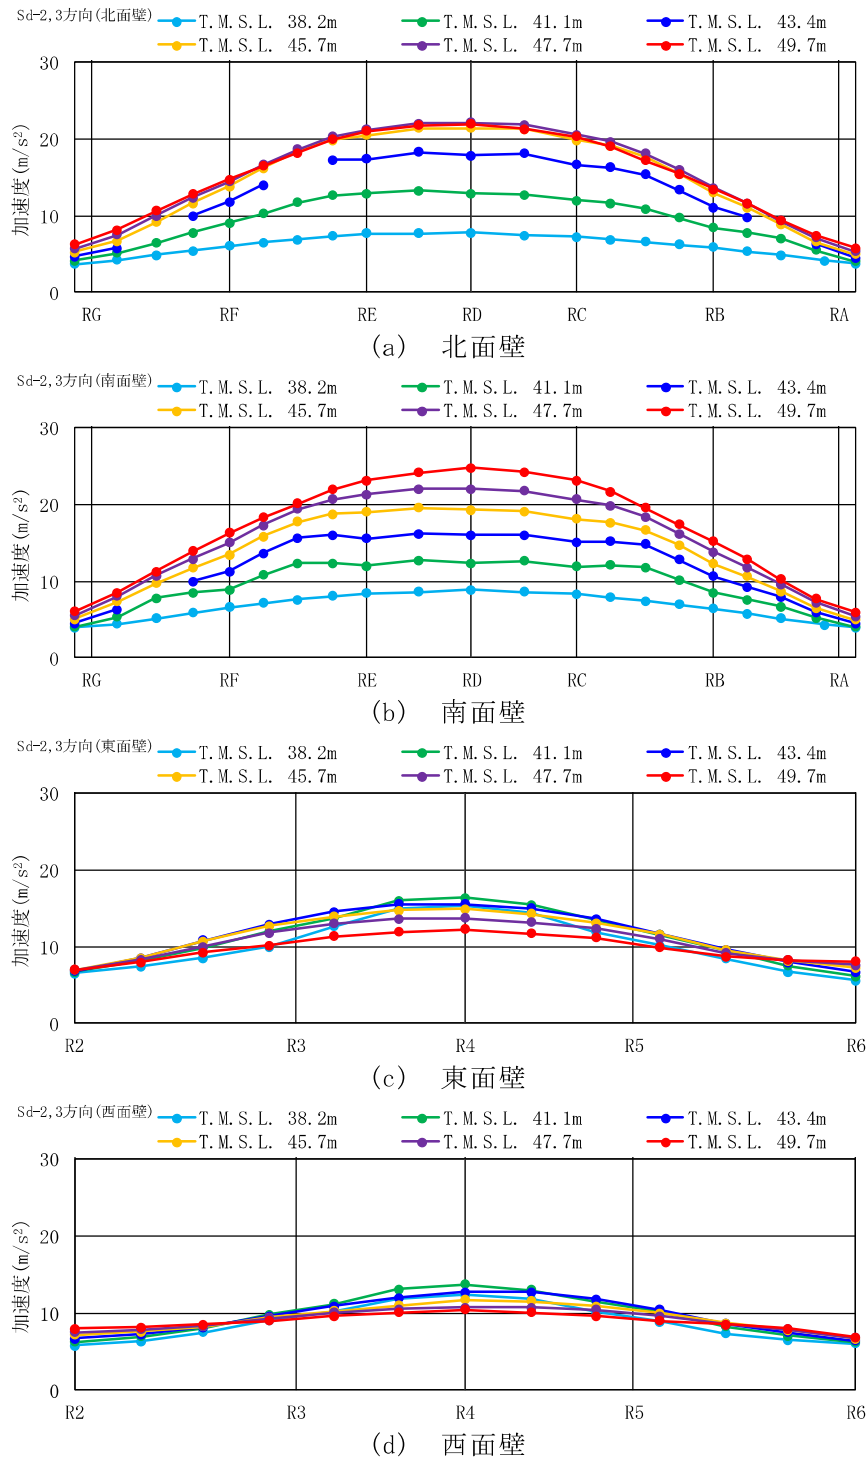 Sd-2,3方向(北面壁) T.M.S.L. 38.2m T.M.S.L. 41.1m T.M.S.L. 43.4m
T.M.S.L. 45.7m T.M.S.L. 47.7m T.M.S.L. 49.7m
加速度(m/s²)
30
20
10
0
RG RF RE RD RC RB RA
(a) 北面壁
Sd-2,3方向(南面壁) T.M.S.L. 38.2m T.M.S.L. 41.1m T.M.S.L. 43.4m
T.M.S.L. 45.7m T.M.S.L. 47.7m T.M.S.L. 49.7m
加速度(m/s²)
30
20
10
0
RG RF RE RD RC RB RA
(b) 南面壁
Sd-2,3方向(東面壁) T.M.S.L. 38.2m T.M.S.L. 41.1m T.M.S.L. 43.4m
T.M.S.L. 45.7m T.M.S.L. 47.7m T.M.S.L. 49.7m
加速度(m/s²)
30
20
10
0
R2 R3 R4 R5 R6
(c) 東面壁
Sd-2,3方向(西面壁) T.M.S.L. 38.2m T.M.S.L. 41.1m T.M.S.L. 43.4m
T.M.S.L. 45.7m T.M.S.L. 47.7m T.M.S.L. 49.7m
加速度(m/s²)
30
20
10
0
R2 R3 R4 R5 R6
(d) 西面壁